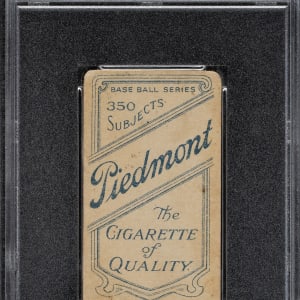 BASE BALL SERIES
350
SUBJECTS
Piedmont
The
CIGARETTE
of
QUALITY